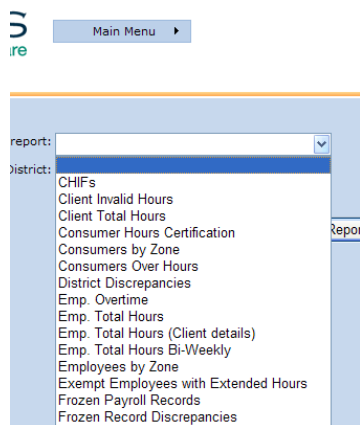 S
Main Menu
re
report:
District:
CHIFs
Client Invalid Hours
Client Total Hours
Consumer Hours Certification
Repor
Consumers by Zone
Consumers Over Hours
District Discrepancies
Emp. Overtime
Emp. Total Hours
Emp. Total Hours (Client details)
Emp. Total Hours Bi-Weekly
Employees by Zone
Exempt Employees with Extended Hours
Frozen Payroll Records
Frozen Record Discrepancies